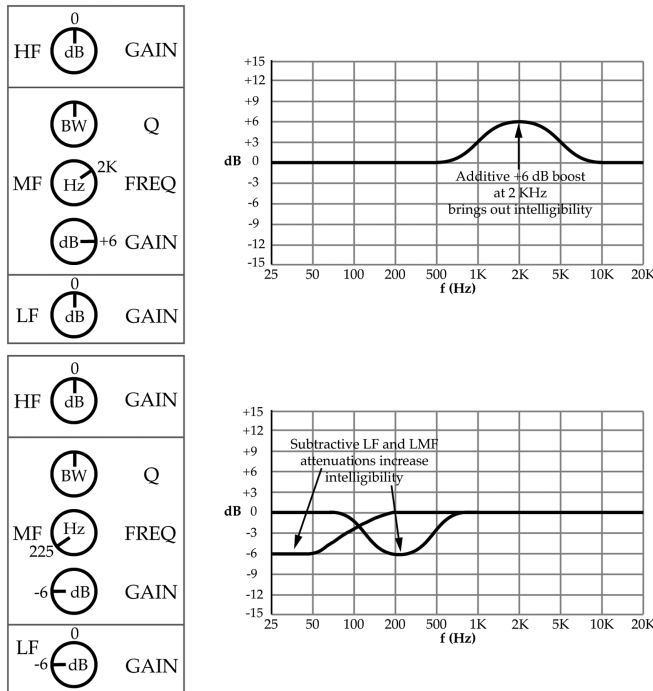 0
HF dB GAIN
BW Q
2K
MF Hz FREQ
dB +6 GAIN
0
LF dB GAIN
+15
+12
+9
+6
+3
dB 0
-3
-6
-9
-12
-15
Additive +6 dB boost
at 2 KHz
brings out intelligibility
25 50 100 200 500 1K 2K 5K 10K 20K
f (Hz)
0
HF dB GAIN
BW Q
MF Hz FREQ
225
-6 dB GAIN
0
LF
-6 dB GAIN
+15
+12
+9
+6
+3
dB 0
-3
-6
-9
-12
-15
Subtractive LF and LMF
attenuations increase
intelligibility
25 50 100 200 500 1K 2K 5K 10K 20K
f (Hz)